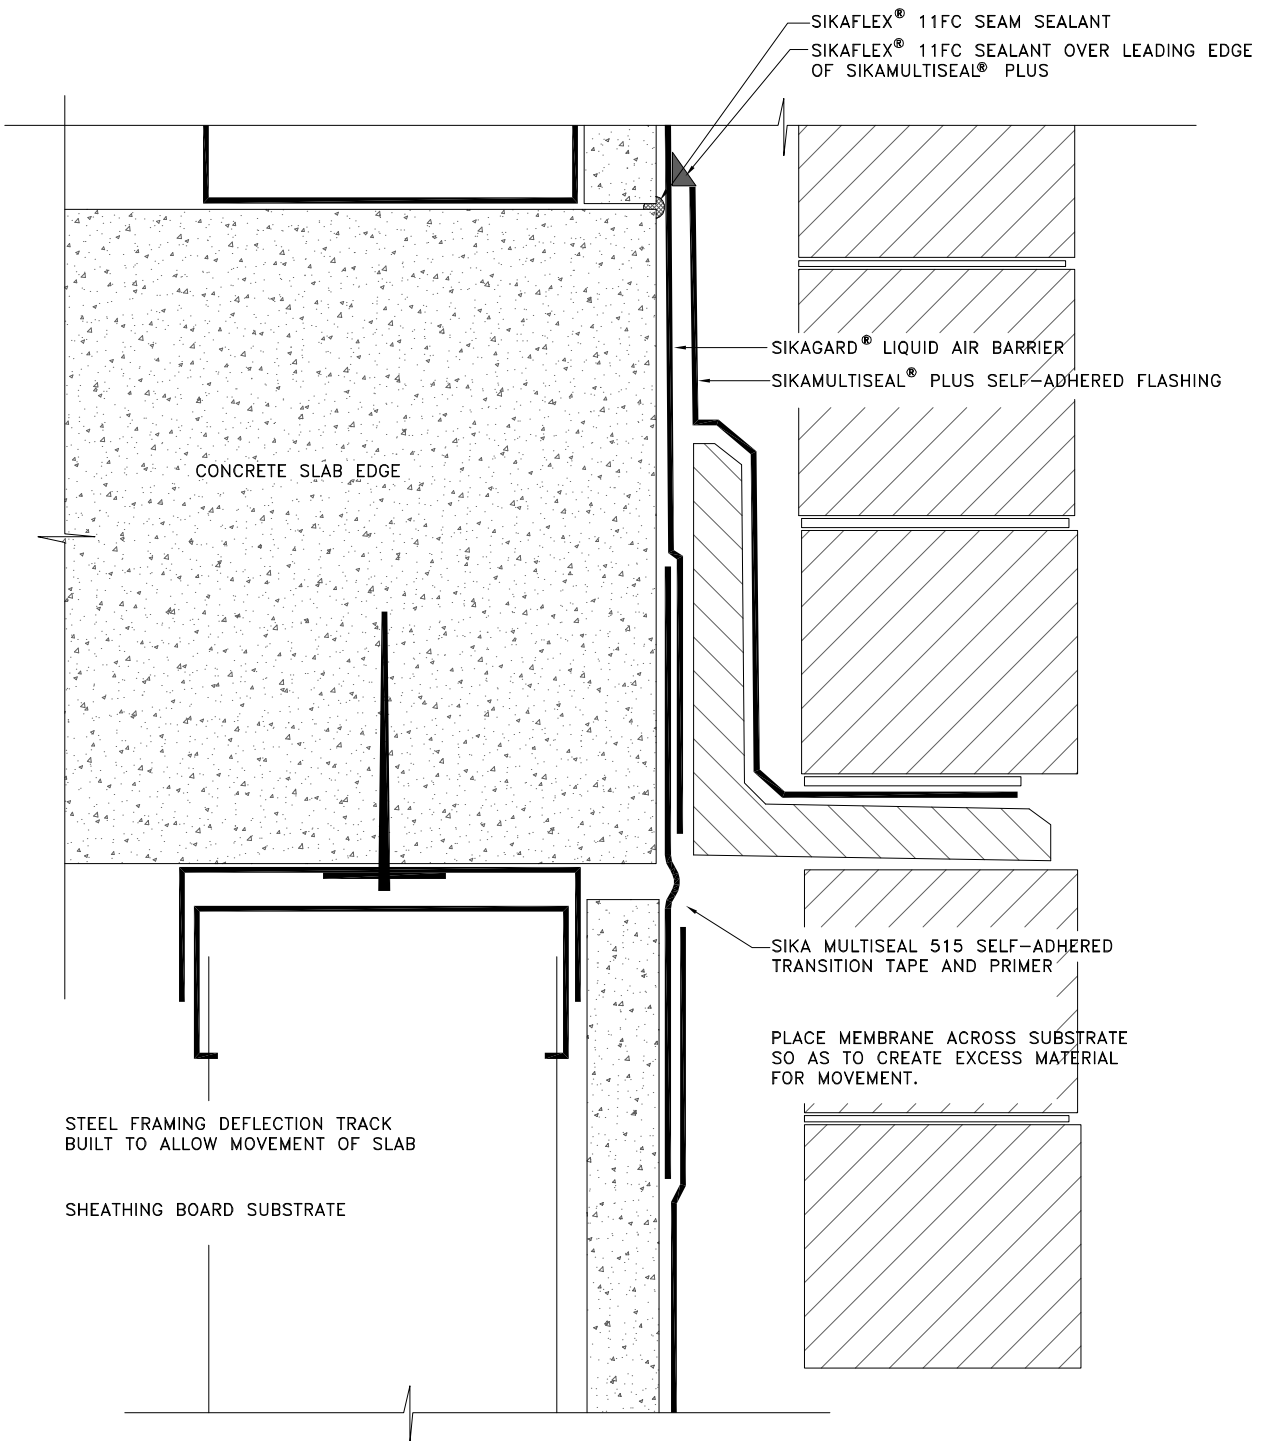 SIKAFLEX® 11FC SEAM SEALANT
SIKAFLEX® 11FC SEALANT OVER LEADING EDGE
OF SIKAMULTISEAL® PLUS
SIKAGARD® LIQUID AIR BARRIER
SIKAMULTISEAL® PLUS SELF-ADHERED FLASHING
CONCRETE SLAB EDGE
SIKA MULTISEAL 515 SELF-ADHERED
TRANSITION TAPE AND PRIMER
PLACE MEMBRANE ACROSS SUBSTRATE
SO AS TO CREATE EXCESS MATERIAL
FOR MOVEMENT.
STEEL FRAMING DEFLECTION TRACK
BUILT TO ALLOW MOVEMENT OF SLAB
SHEATHING BOARD SUBSTRATE